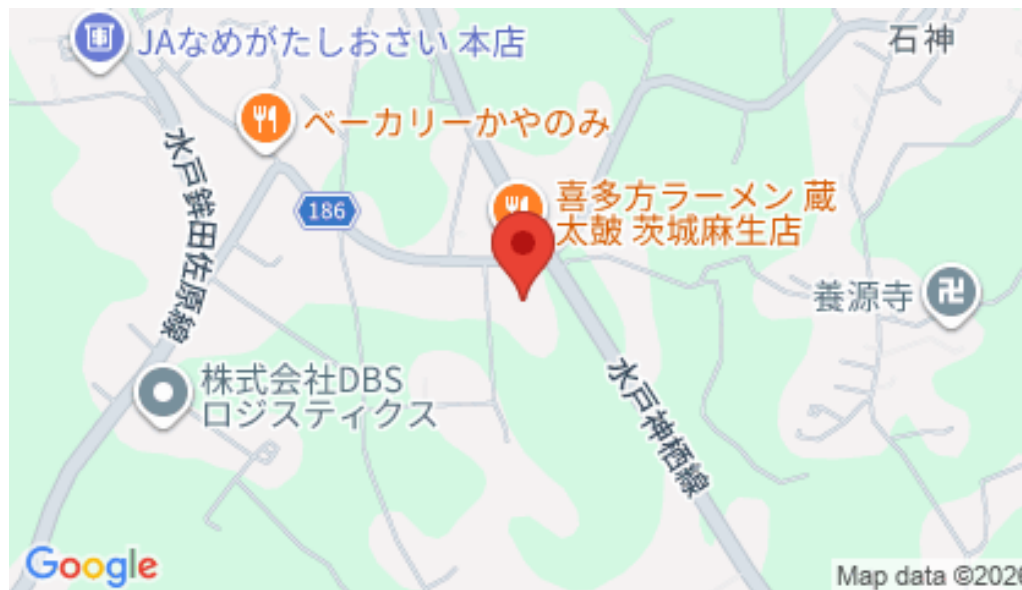 JAなめがたしおさい 本店
石神
ベーカリーかやのみ
水戸鉾田佐原線
186
喜多方ラーメン 蔵
太皷 茨城麻生店
養源寺
株式会社DBS
ロジスティクス
水戸神栖線
Google
Map data ©2026